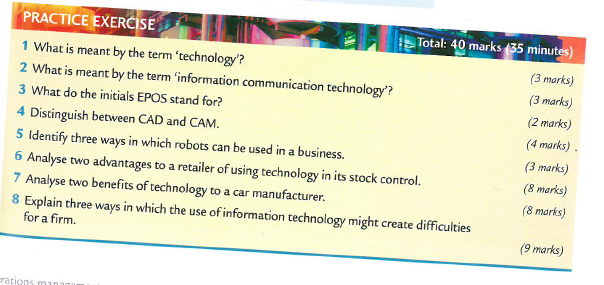 PRACTICE EXERCISE
Total: 40 marks (35 minutes)
1 What is meant by the term ‘technology’?
(3 marks)
2 What is meant by the term ‘information communication technology’?
(3 marks)
3 What do the initials EPOS stand for?
(2 marks)
4 Distinguish between CAD and CAM.
(4 marks)
5 Identify three ways in which robots can be used in a business.
(3 marks)
6 Analyse two advantages to a retailer of using technology in its stock control.
(8 marks)
7 Analyse two benefits of technology to a car manufacturer.
(8 marks)
8 Explain three ways in which the use of information technology might create difficulties
for a firm.
(9 marks)